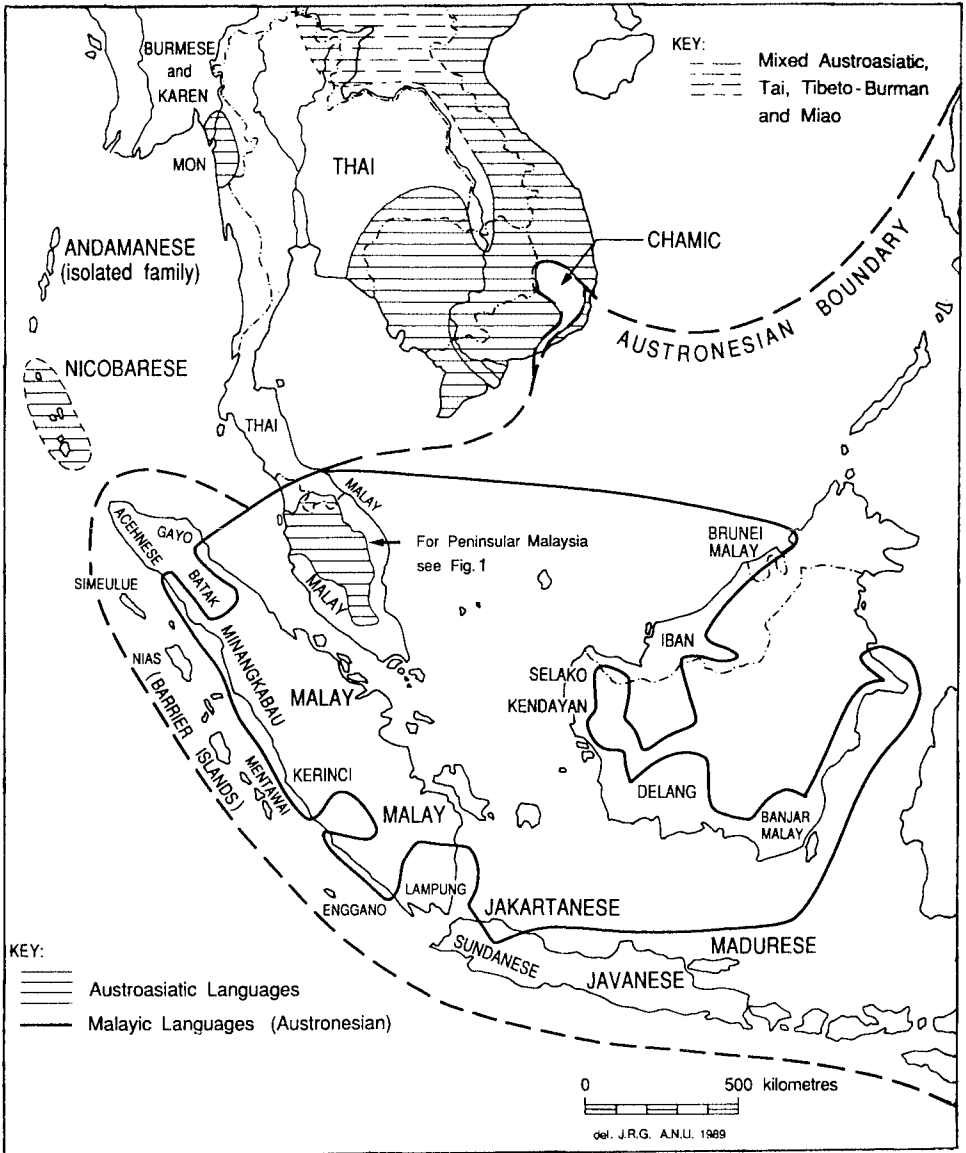 BURMESE
and
KAREN
KEY:
Mixed Austroasiatic,
Tai, Tibeto-Burman
and Miao
MON
THAI
CHAMIC
ANDAMANESE
(isolated family)
AUSTRONESIAN BOUNDARY
NICOBARESE
THAI
MALAY
ACEHNESE
GAYO
BATAK
For Peninsular Malaysia
see Fig. 1
BRUNEI
MALAY
SIMEULUE
MALAY
IBAN
NIAS
(BARRIER
ISLANDS)
MINANGKABAU
MALAY
SELAKO
KENDAYAN
MENTAWAI
KERINCI
MALAY
DELANG
BANJAR
MALAY
ENGGANO
LAMPUNG
JAKARTANESE
SUNDANESE
MADURESE
JAVANESE
KEY:
Austroasiatic Languages
Malayic Languages (Austronesian)
0 500 kilometres
del. J.R.G. A.N.U. 1989